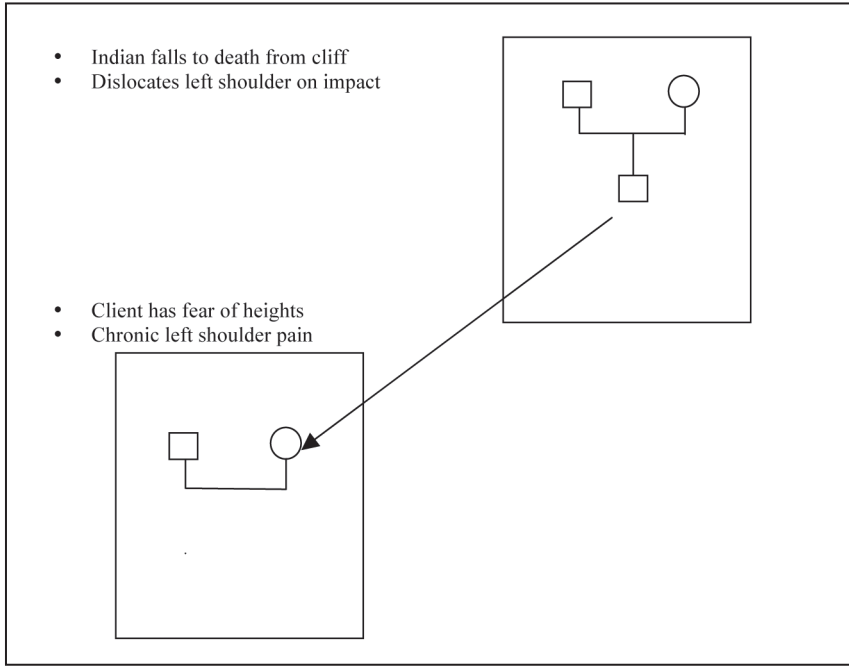 • Indian falls to death from cliff
• Dislocates left shoulder on impact
• Client has fear of heights
• Chronic left shoulder pain